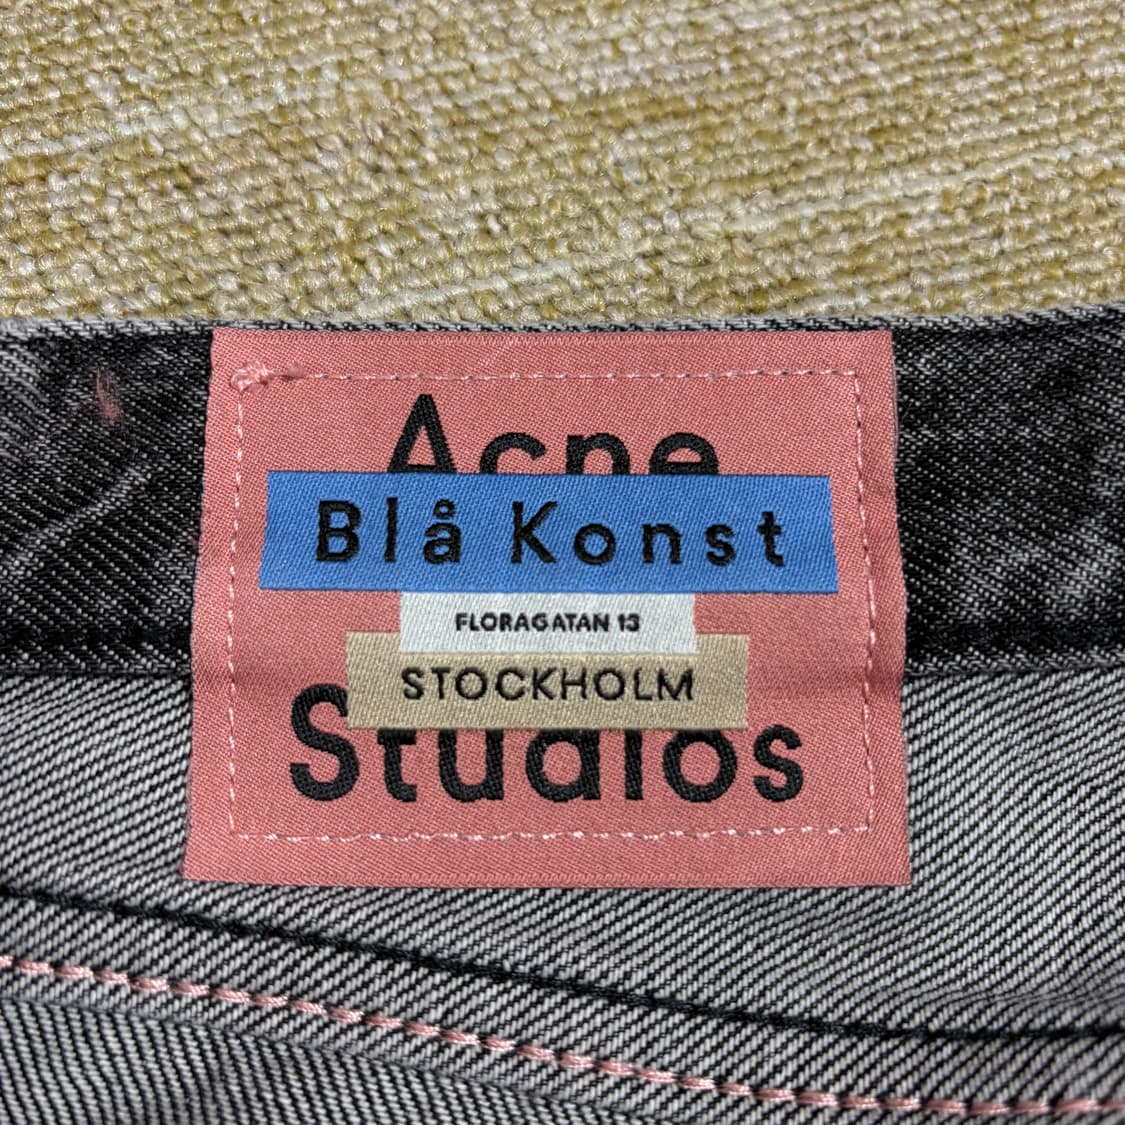 Acne
Blå Konst
FLORAGATAN 13
STOCKHOLM
Studios